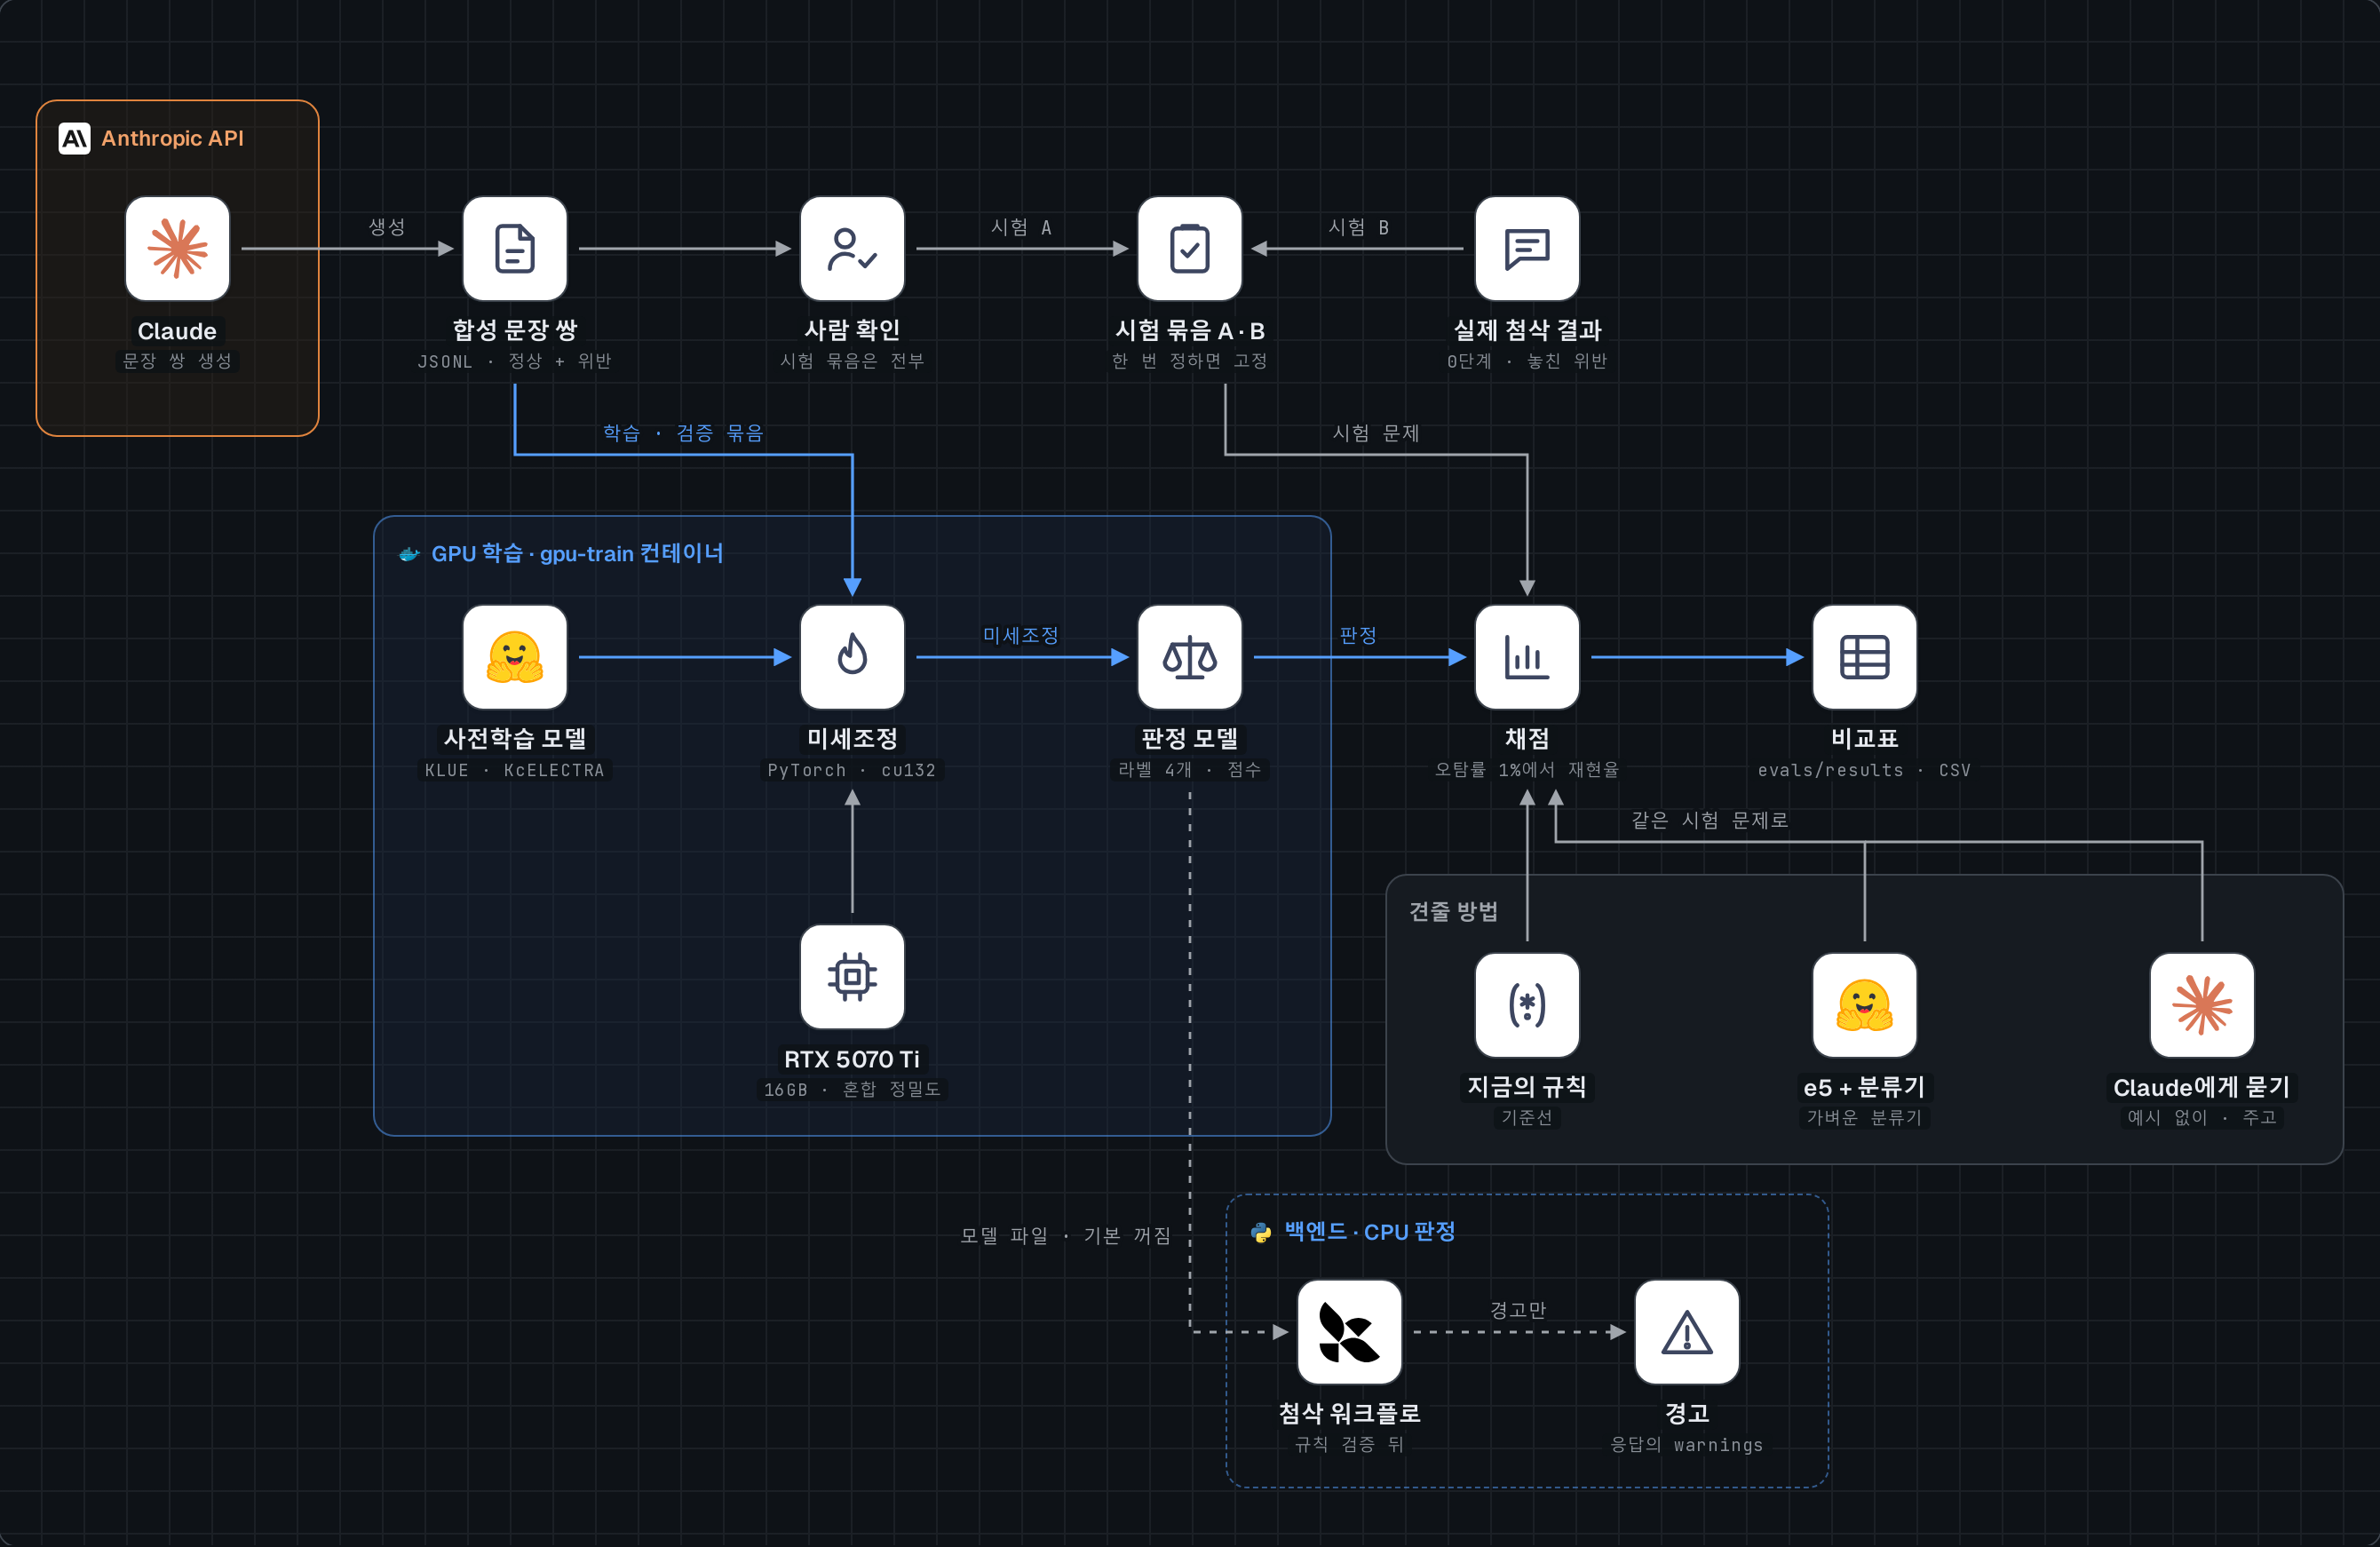 Anthropic API
생성
시험 A
시험 B
Claude
문장 쌍 생성
합성 문장 쌍
JSONL · 정상 + 위반
사람 확인
시험 묶음은 전부
시험 묶음 A · B
한 번 정하면 고정
실제 첨삭 결과
0단계 · 놓친 위반
학습 · 검증 묶음
시험 문제
GPU 학습 · gpu-train 컨테이너
미세조정
판정
사전학습 모델
KLUE · KcELECTRA
미세조정
PyTorch · cu132
판정 모델
라벨 4개 · 점수
채점
오탐률 1%에서 재현율
비교표
evals/results · CSV
같은 시험 문제로
견줄 방법
RTX 5070 Ti
16GB · 혼합 정밀도
지금의 규칙
기준선
e5 + 분류기
가벼운 분류기
Claude에게 묻기
예시 없이 · 주고
모델 파일 · 기본 꺼짐
백엔드 · CPU 판정
경고만
첨삭 워크플로
규칙 검증 뒤
경고
응답의 warnings